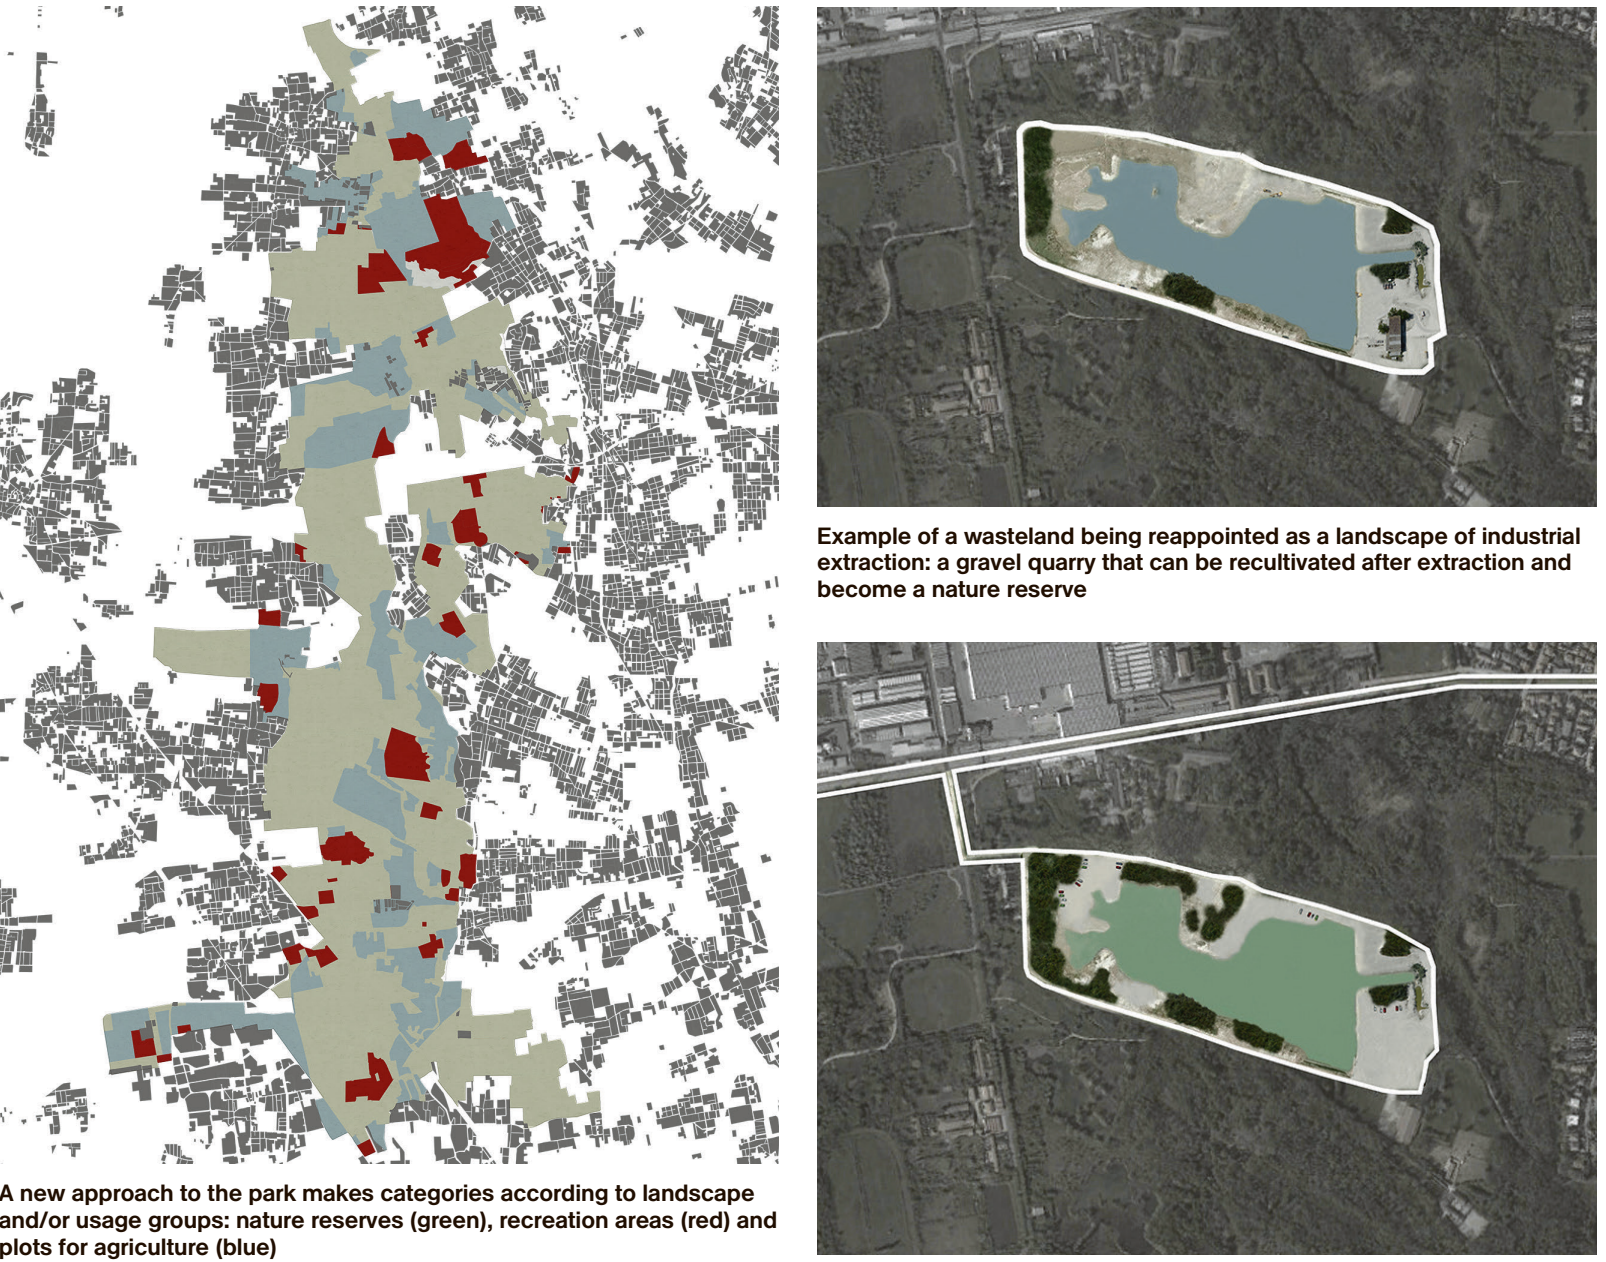 Example of a wasteland being reappointed as a landscape of industrial
extraction: a gravel quarry that can be recultivated after extraction and
become a nature reserve
A new approach to the park makes categories according to landscape
and/or usage groups: nature reserves (green), recreation areas (red) and
plots for agriculture (blue)